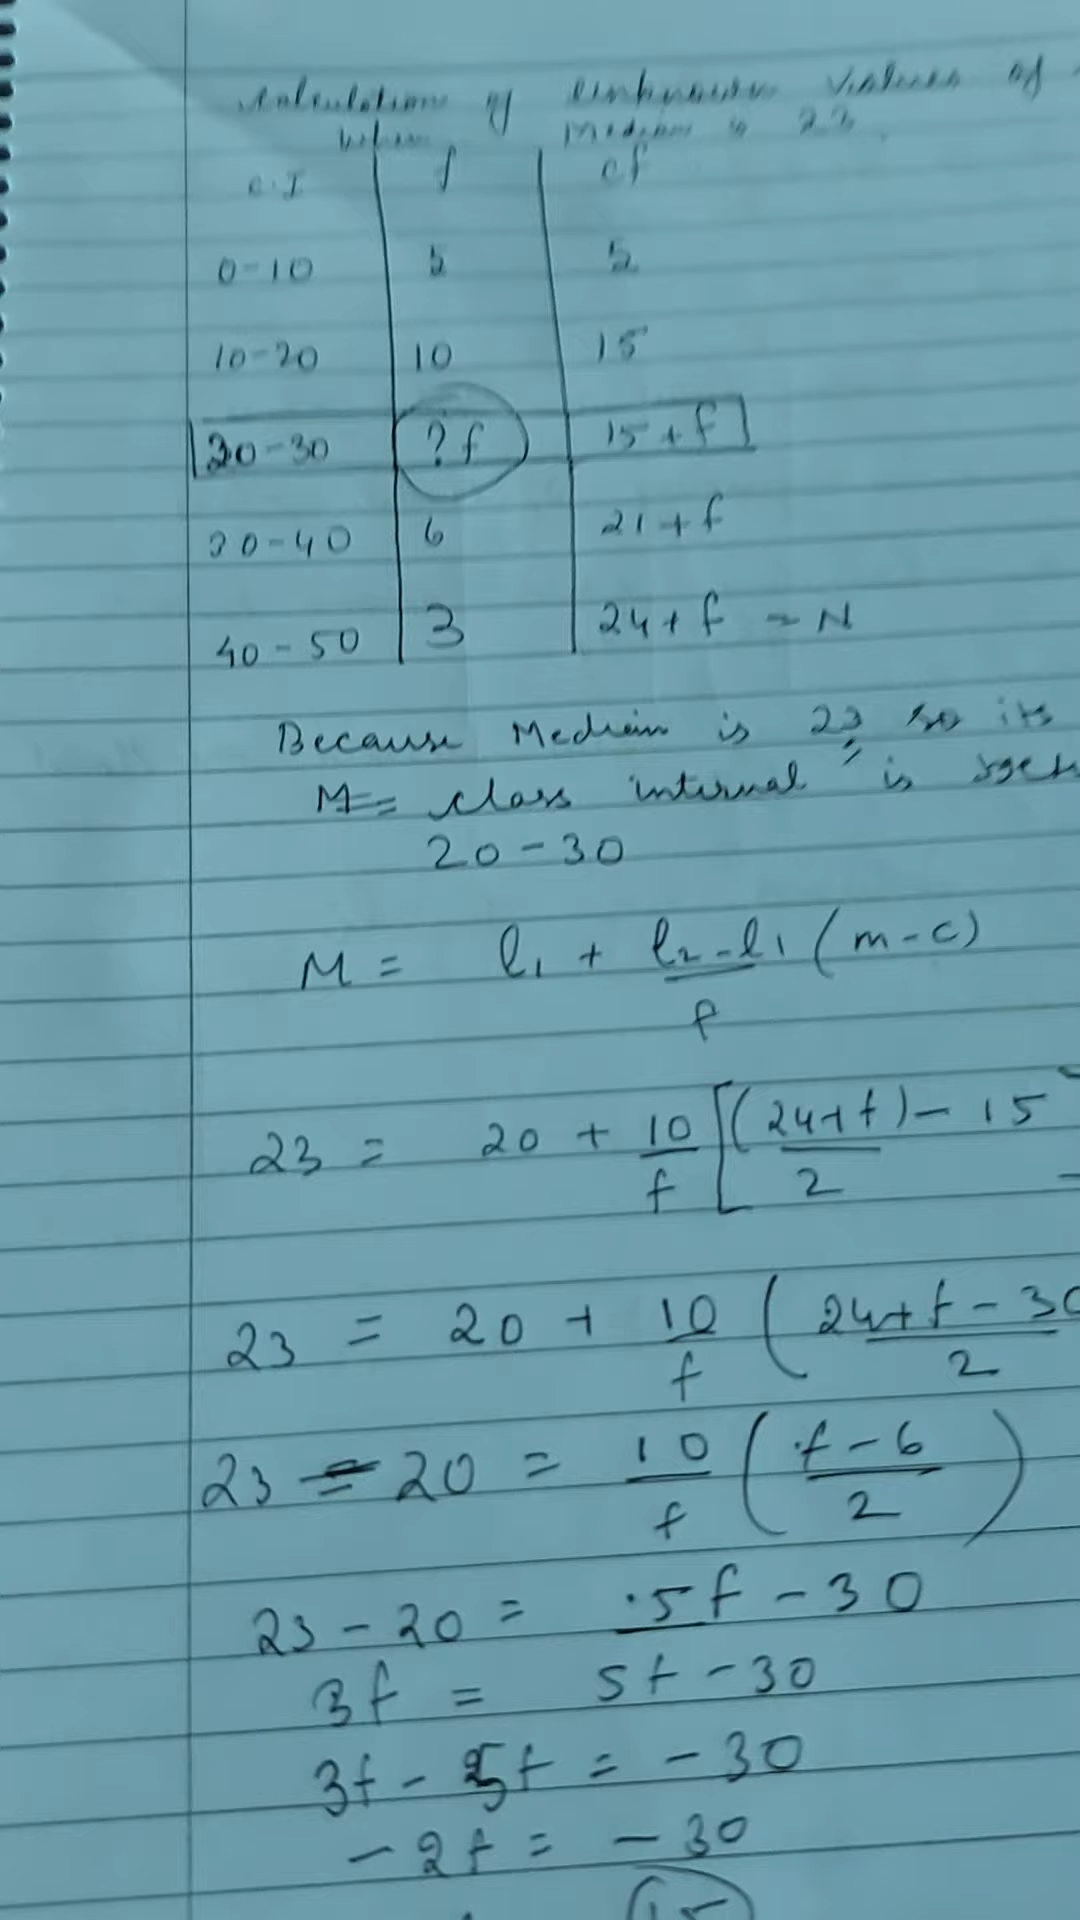 Calculation of unknown values of
when median is 23.
C.I f cf
0-10 5 5
10-20 10 15
20-30 ?f 15+f
30-40 6 21+f
40-50 3 24+f = N
Because Median is 23 so its
M= class interval is
20-30
M = l₁ + l₂-l₁/f (m-c)
23 = 20 + 10/f [(24+f)/2 - 15
23 = 20 + 10/f (24+f-30/2
23 - 20 = 10/f (f-6/2)
23 - 20 = 5f - 30
3f = 5f - 30
3f - 5f = -30
-2f = -30
15